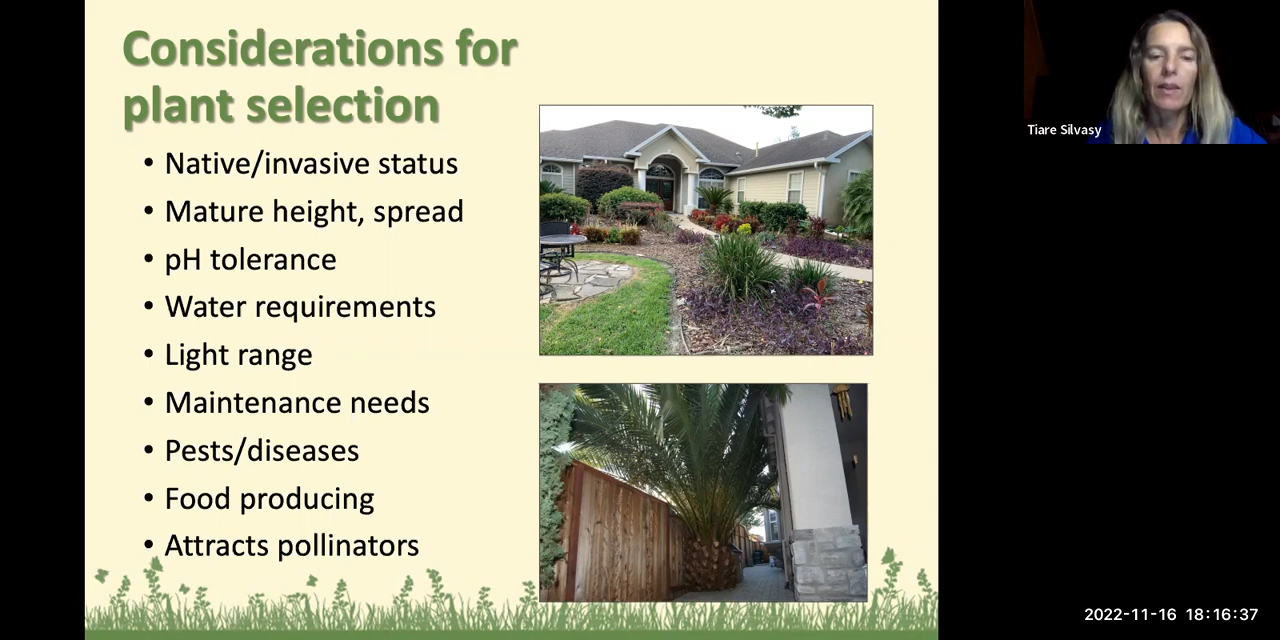 Considerations for
plant selection
• Native/invasive status
• Mature height, spread
• pH tolerance
• Water requirements
• Light range
• Maintenance needs
• Pests/diseases
• Food producing
• Attracts pollinators
Tiare Silvasy
2022-11-16 18:16:37